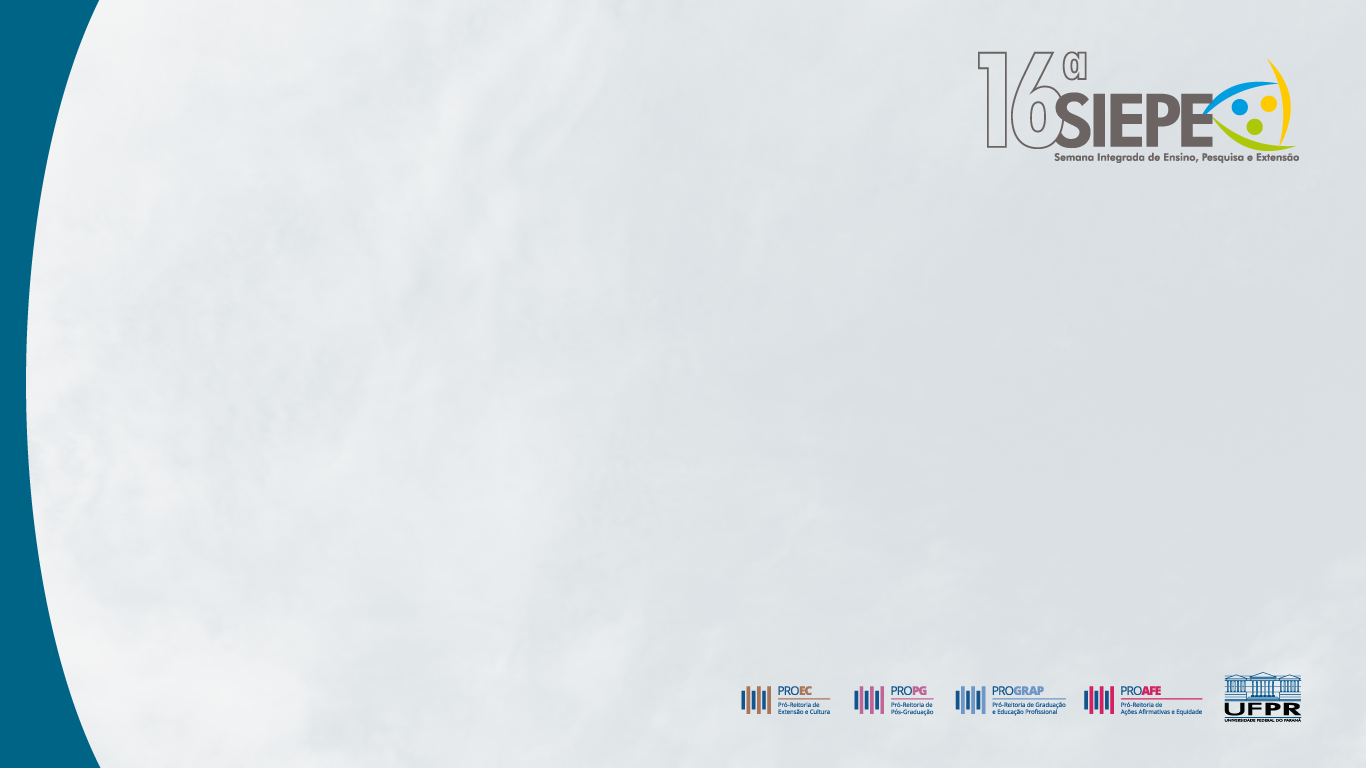 16ª
SIEPE
Semana Integrada de Ensino, Pesquisa e Extensão
PROEC
Pró-Reitoria de
Extensão e Cultura
PROPG
Pró-Reitoria de
Pós-Graduação
PROGRAP
Pró-Reitoria de Graduação
e Educação Profissional
PROAFE
Pró-Reitoria de
Ações Afirmativas e Equidade
UFPR
UNIVERSIDADE FEDERAL DO PARANÁ